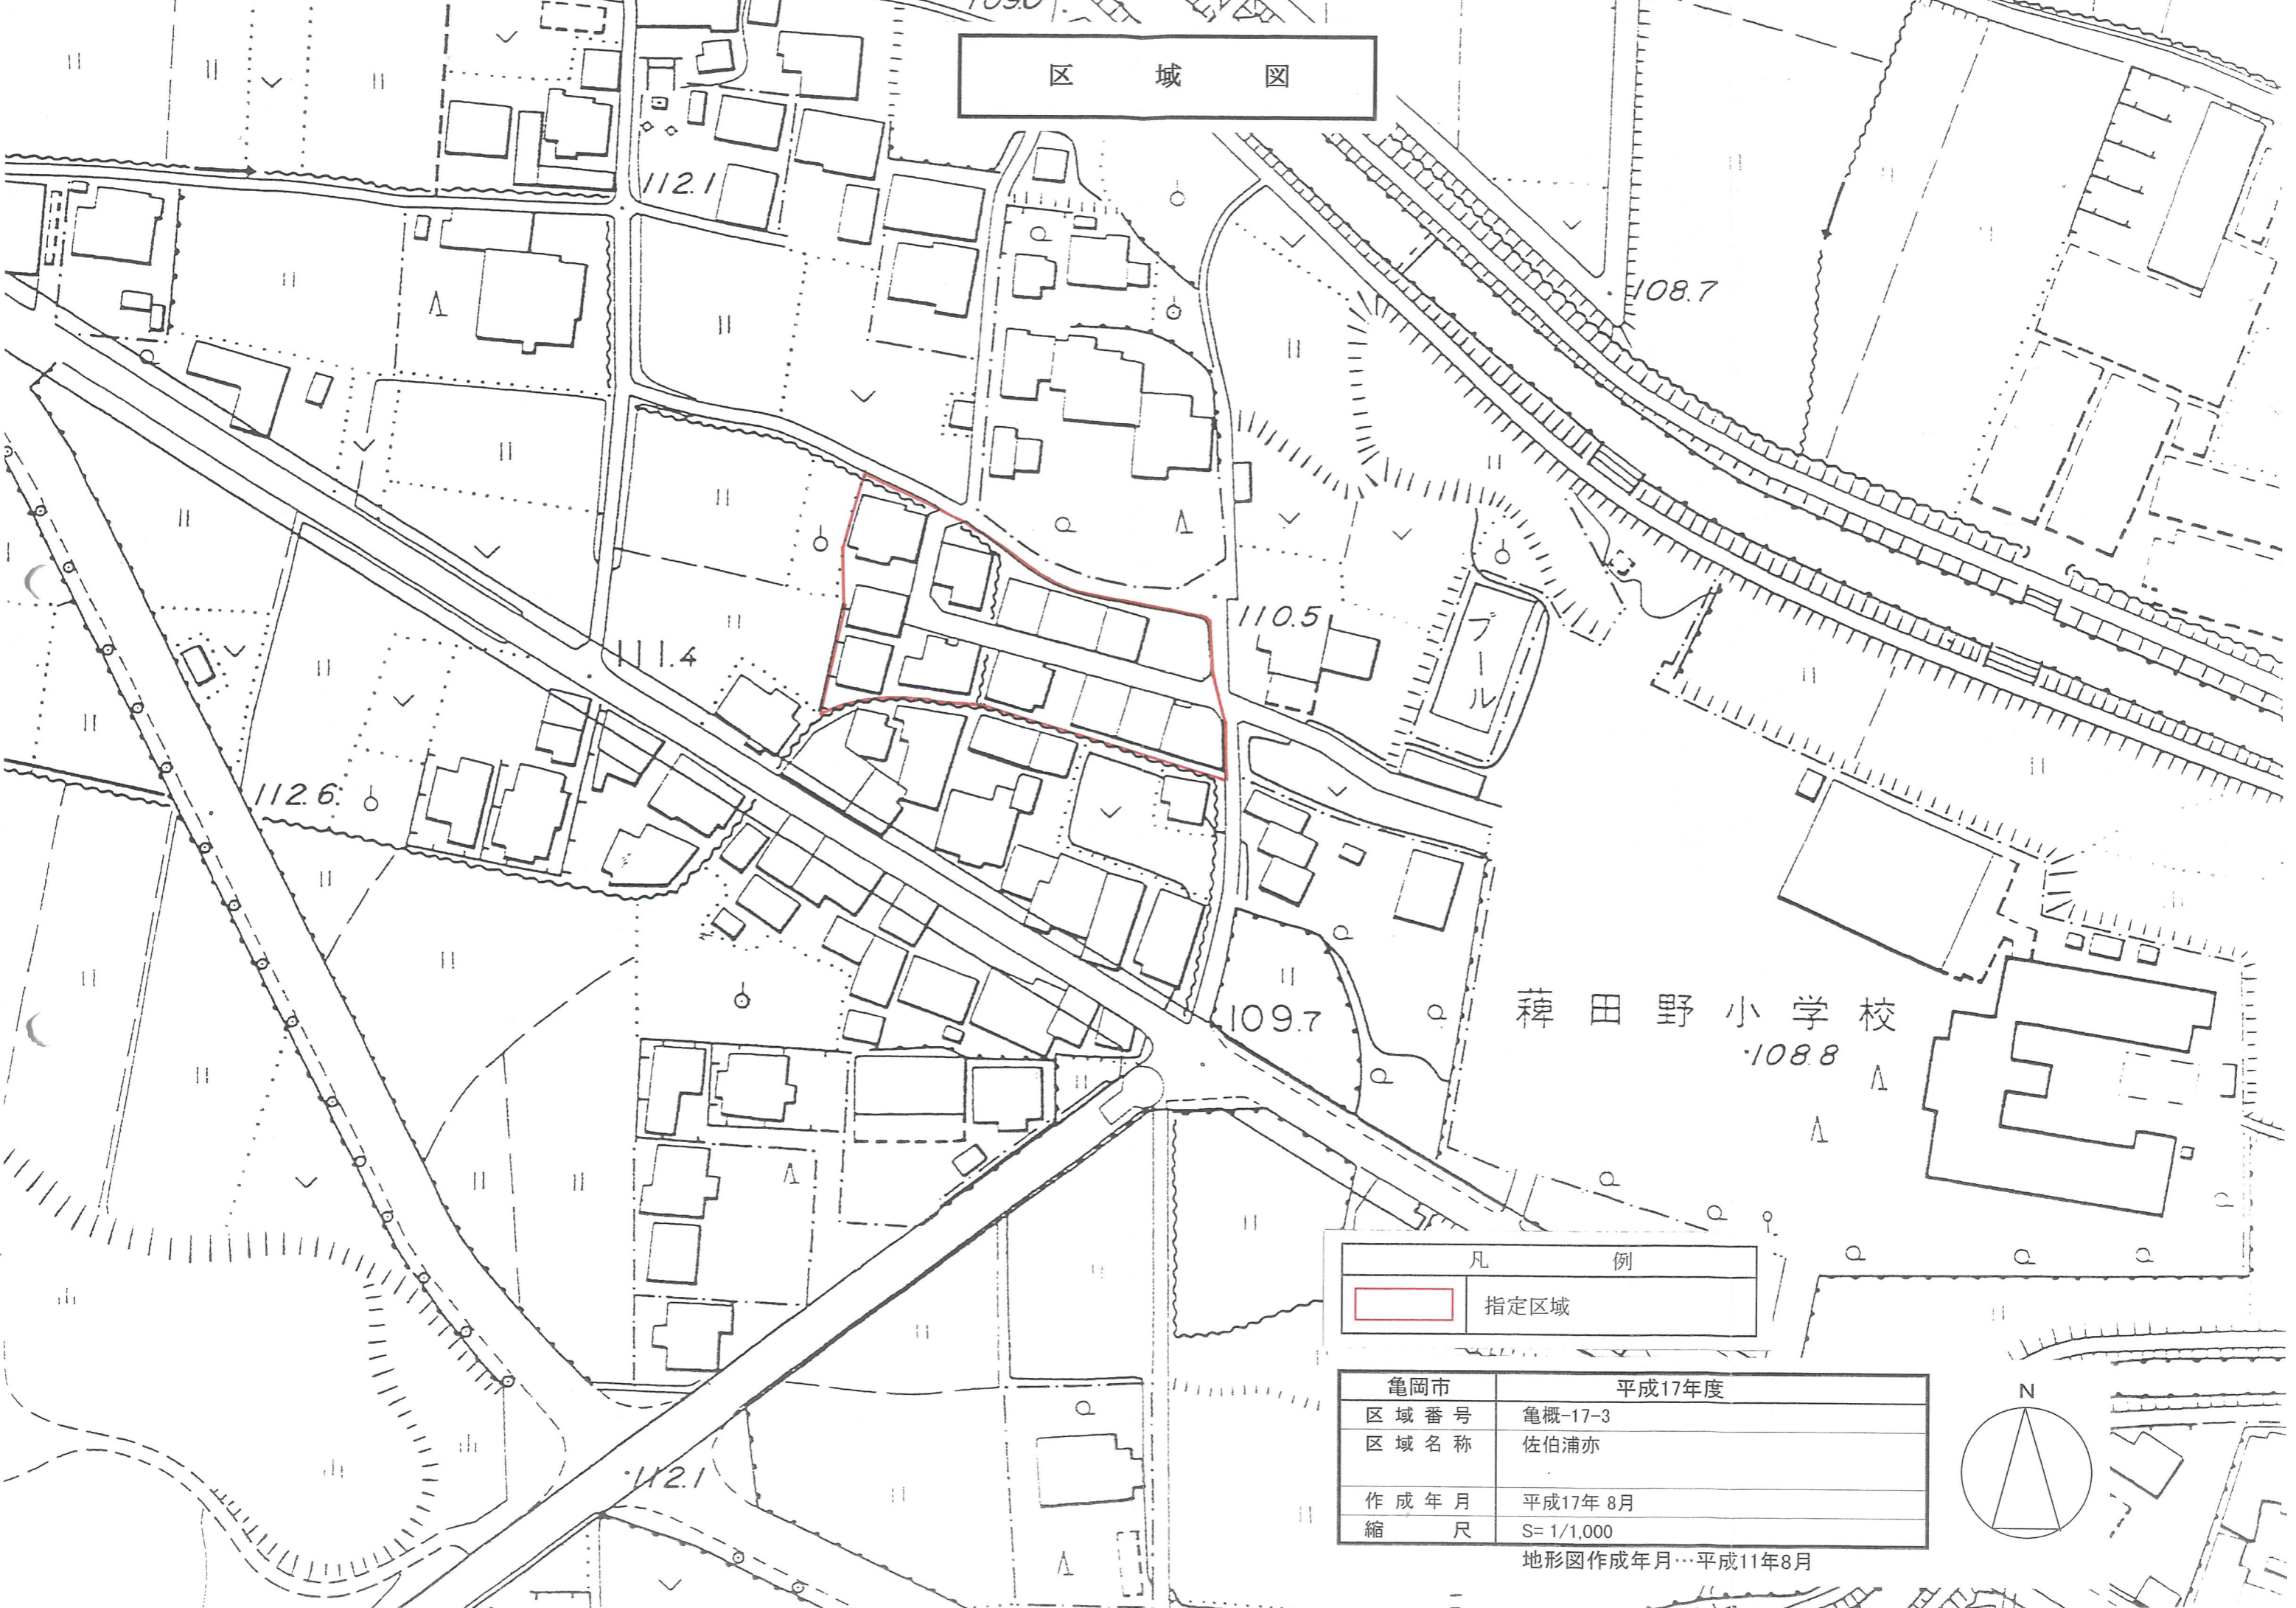 区 域 図
112.1
108.7
110.5
プール
111.4
112.6
109.7
薭田野小学校
108.8
凡 例
指定区域
亀岡市 平成17年度
区域番号 亀概-17-3
区域名称 佐伯浦亦
作成年月 平成17年 8月
縮 尺 S= 1/1,000
地形図作成年月…平成11年8月
N
112.1